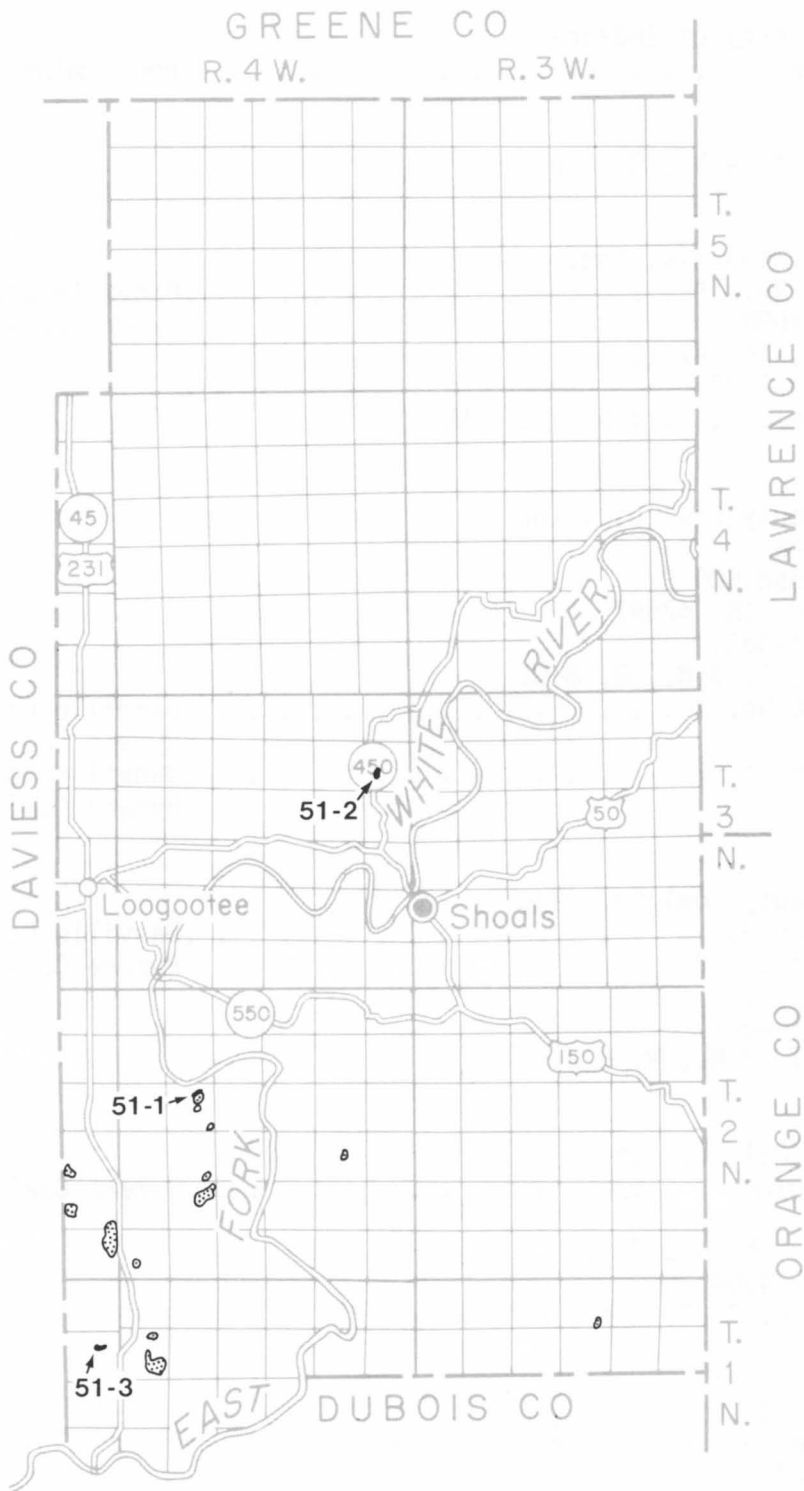 GREENE CO
R. 4 W.
R. 3 W.
T.
5
N.
LAWRENCE CO
45
231
T.
4
N.
RIVER
DAVIESS CO
450
WHITE
51-2
T.
3
N.
50
Loogootee
Shoals
550
150
ORANGE CO
51-1
T.
2
N.
FORK
T.
1
N.
51-3
EAST
DUBOIS CO